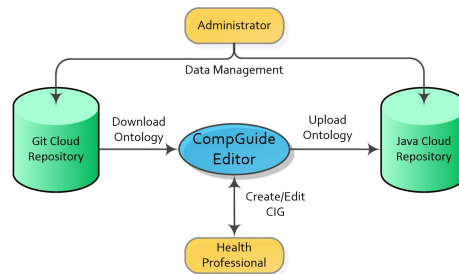 Administrator
Data Management
Git Cloud
Repository
Download
Ontology
CompGuide
Editor
Upload
Ontology
Java Cloud
Repository
Create/Edit
CIG
Health
Professional